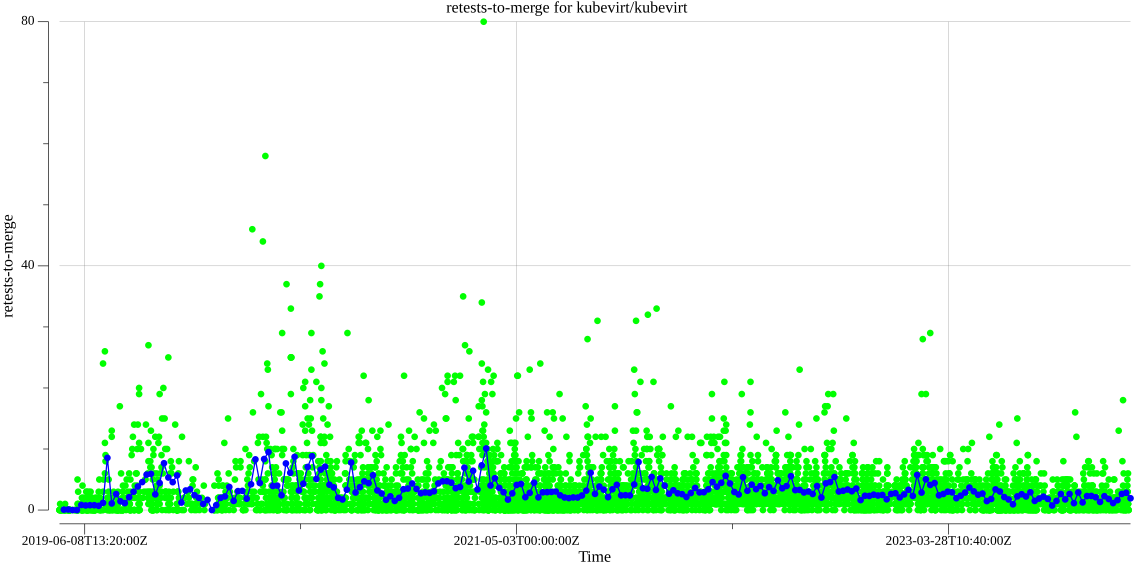 retests-to-merge for kubevirt/kubevirt
80
40
0
retests-to-merge
2019-06-08T13:20:00Z
2021-05-03T00:00:00Z
2023-03-28T10:40:00Z
Time